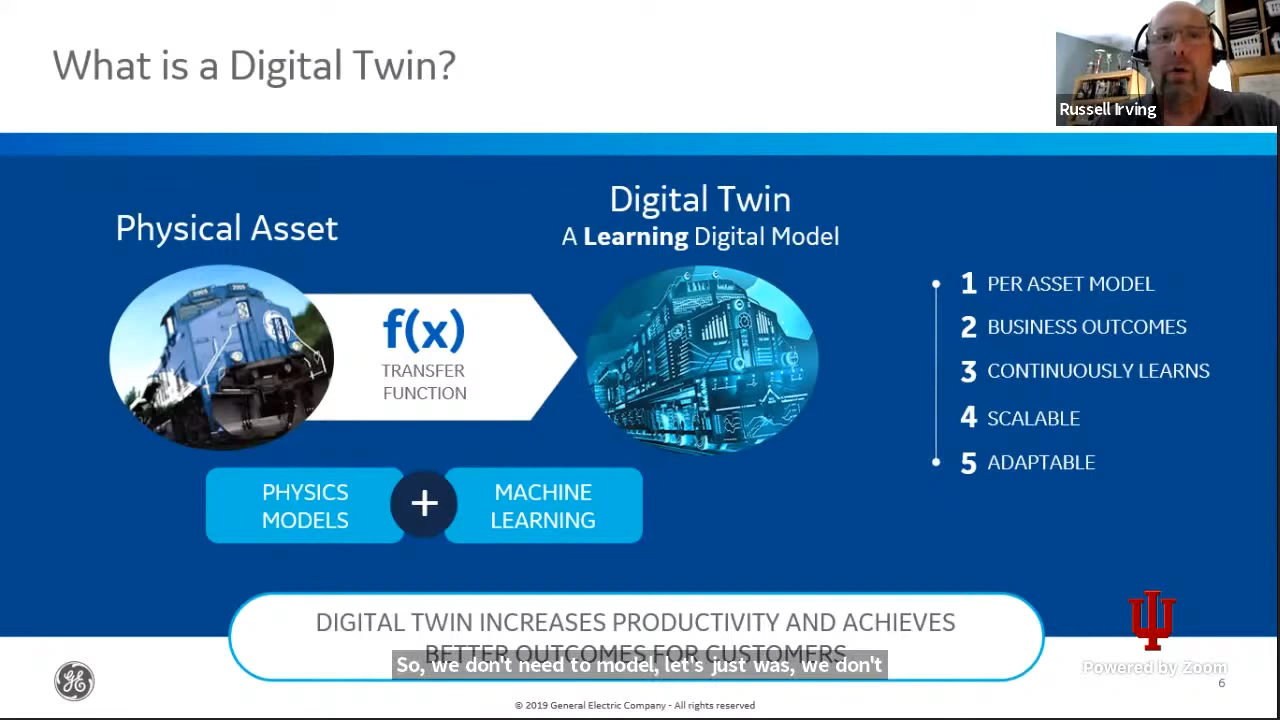 What is a Digital Twin?
Russell Irving
Physical Asset
Digital Twin
A Learning Digital Model
f(x)
TRANSFER
FUNCTION
1 PER ASSET MODEL
2 BUSINESS OUTCOMES
3 CONTINUOUSLY LEARNS
4 SCALABLE
5 ADAPTABLE
PHYSICS
MODELS
+
MACHINE
LEARNING
DIGITAL TWIN INCREASES PRODUCTIVITY AND ACHIEVES
BETTER OUTCOMES FOR CUSTOMERS
So, we don't need to model, let's just was, we don't
Powered by Zoom
6
© 2019 General Electric Company - All rights reserved